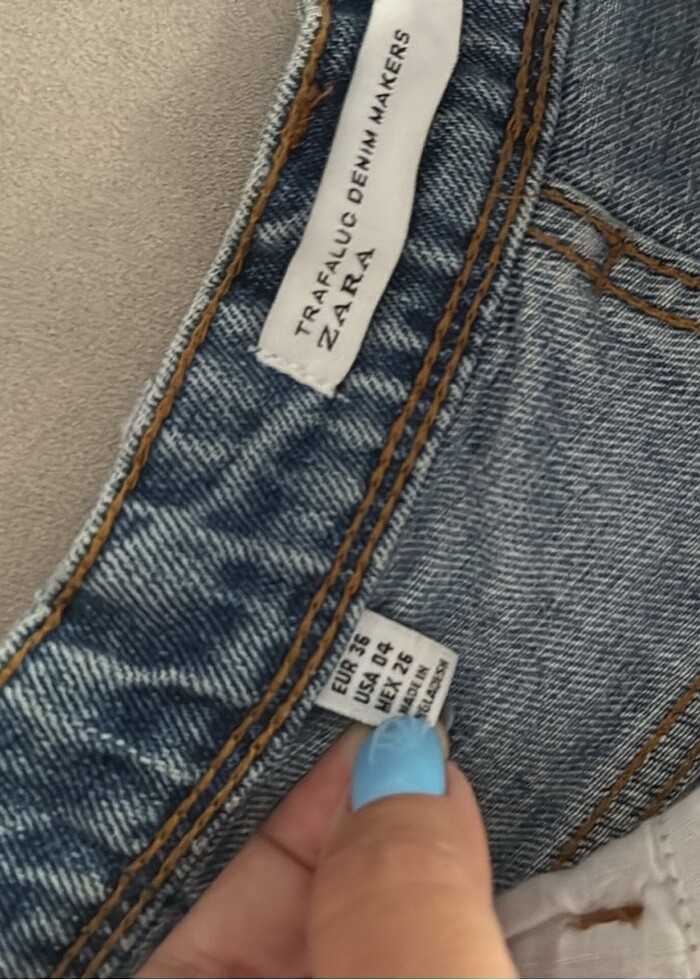 TRAFALUC DENIM MAKERS
ZARA
EUR 36
USA 04
MEX 26
MADE IN